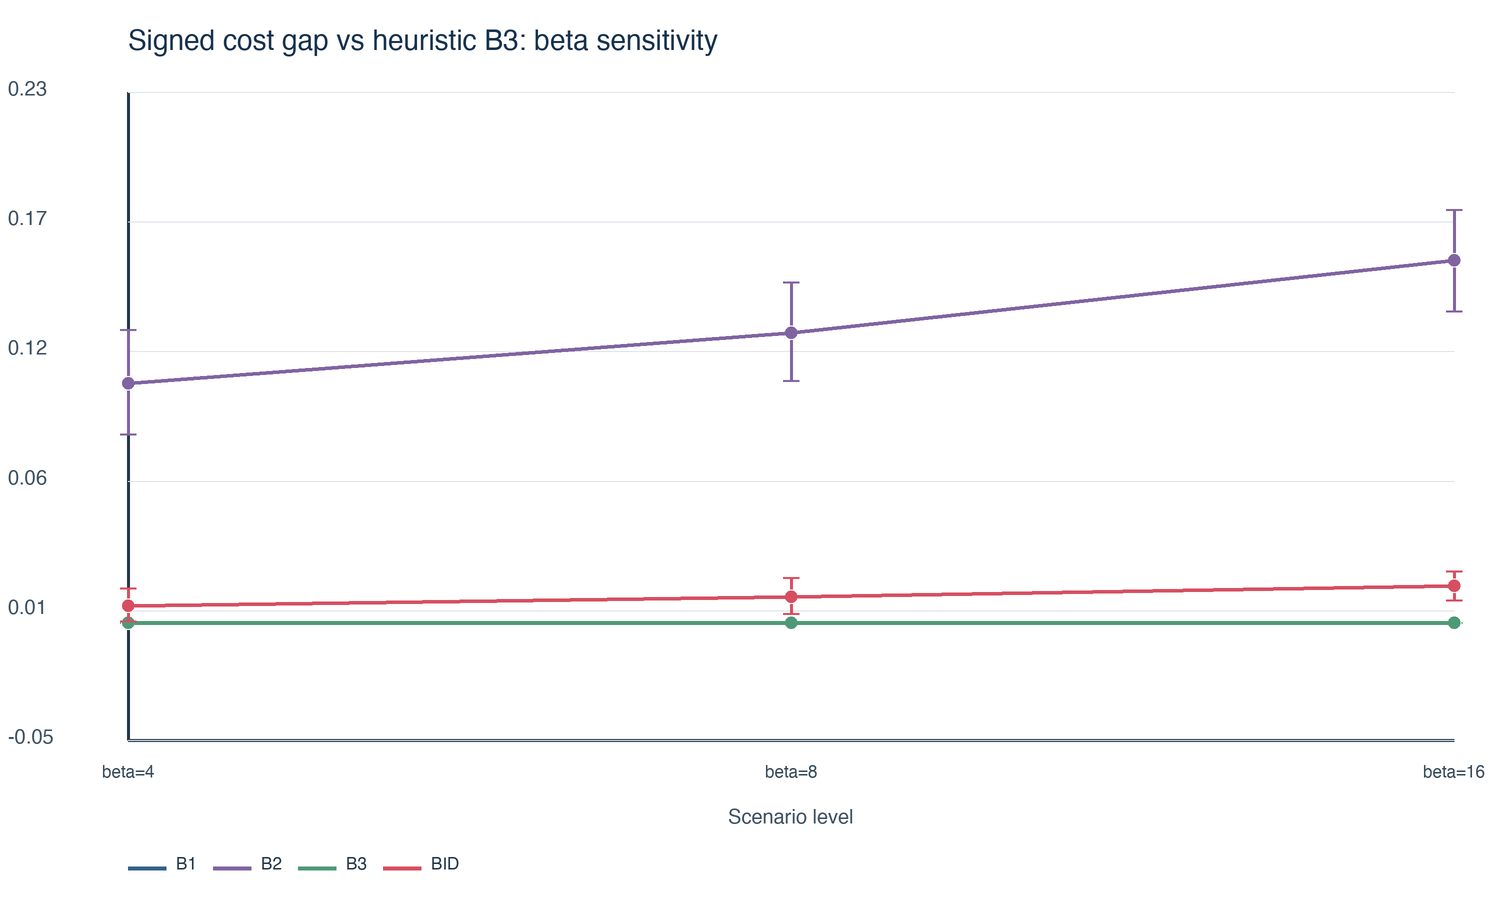 Signed cost gap vs heuristic B3: beta sensitivity
0.23
0.17
0.12
0.06
0.01
-0.05
beta=4 beta=8 beta=16
Scenario level
B1 B2 B3 BID